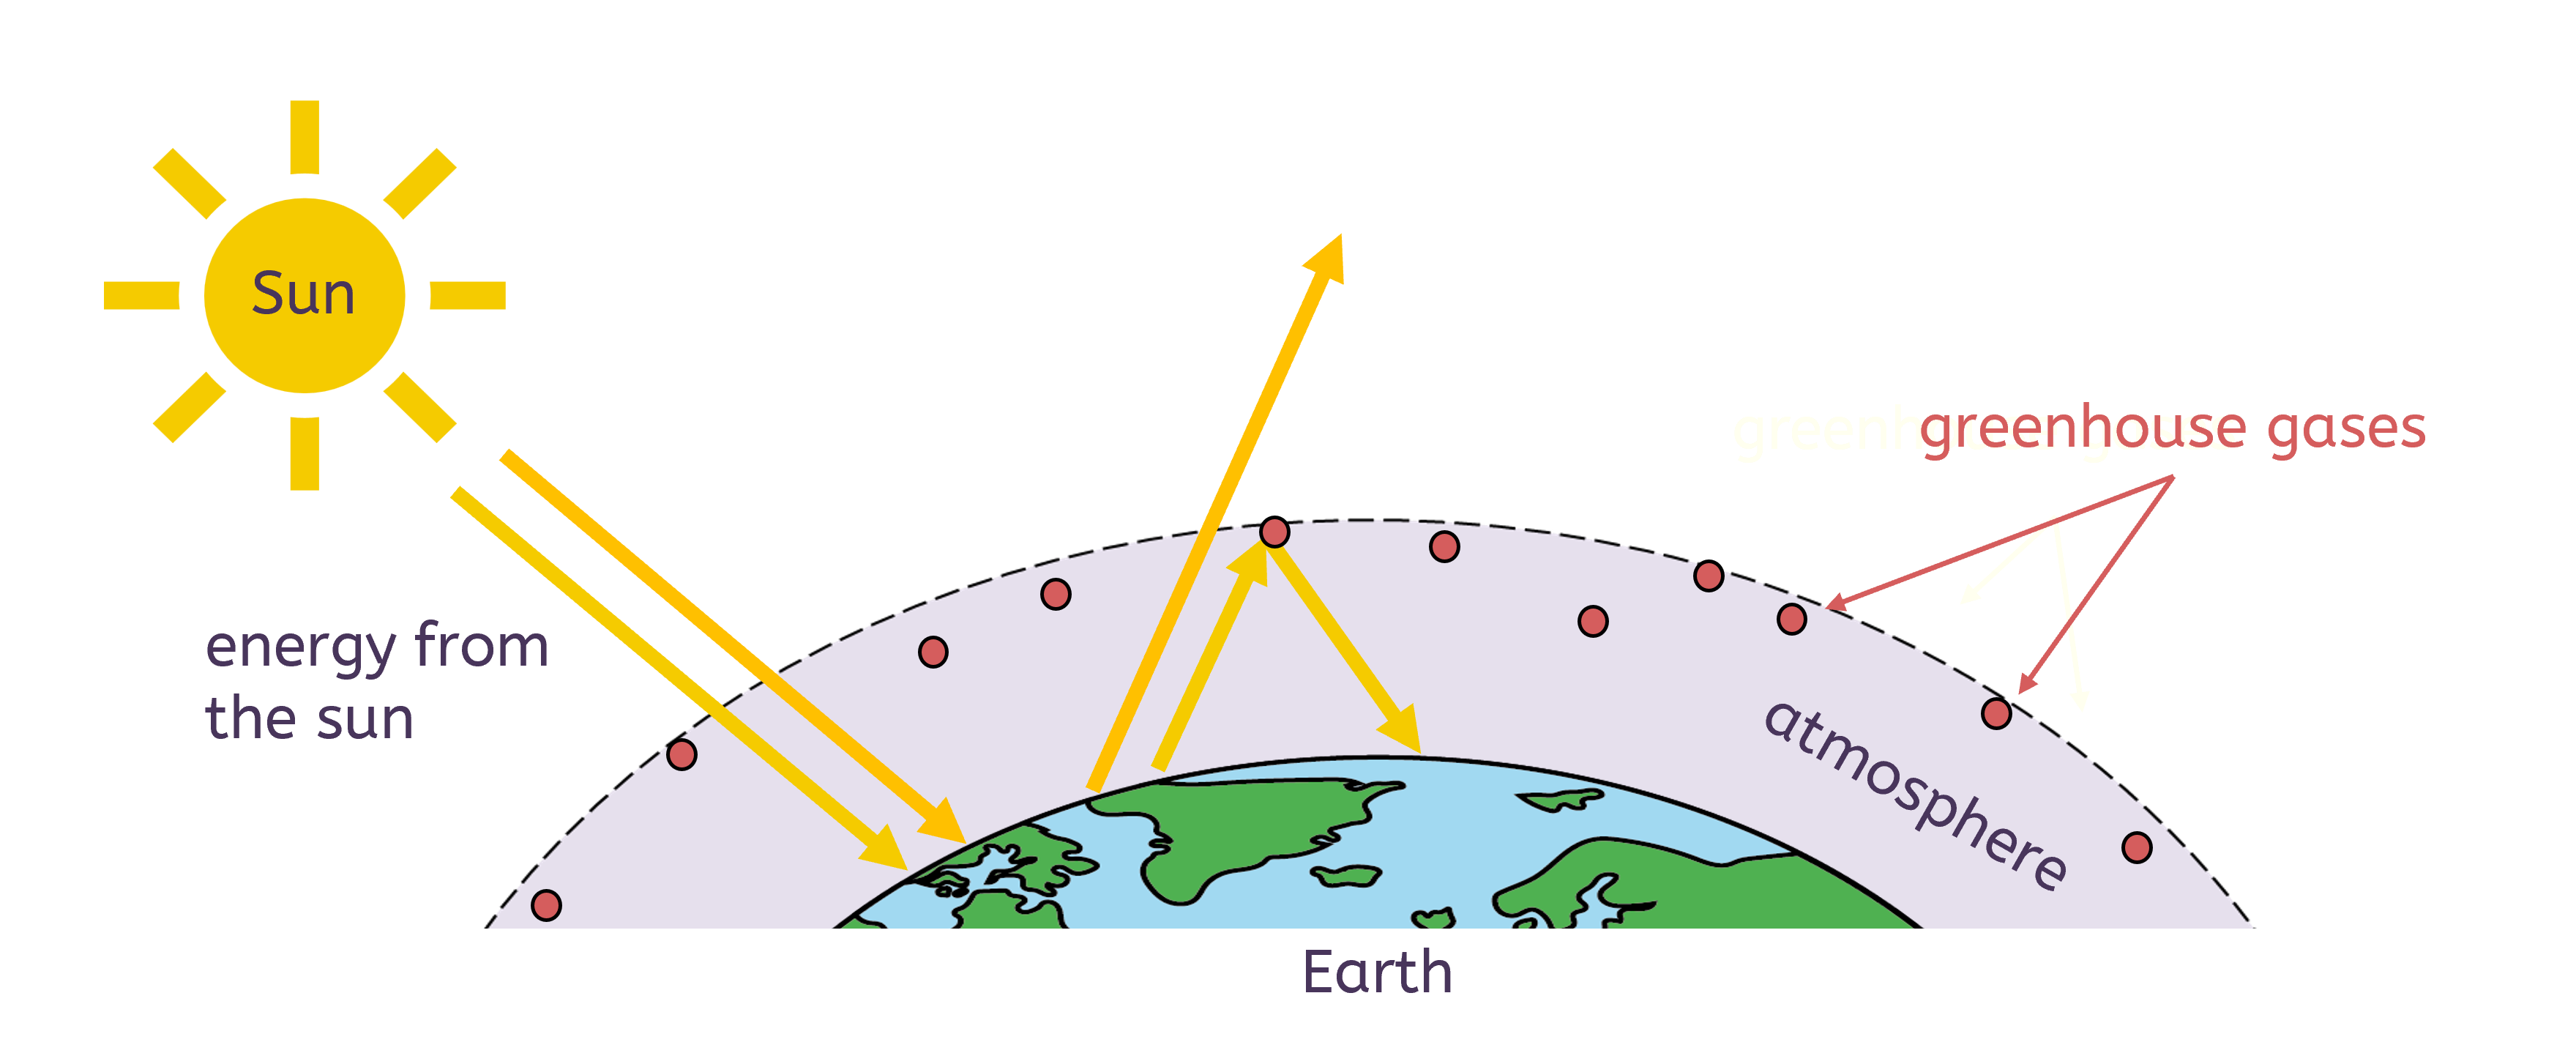 Sun
greenhouse gases
energy from
the sun
atmosphere
Earth